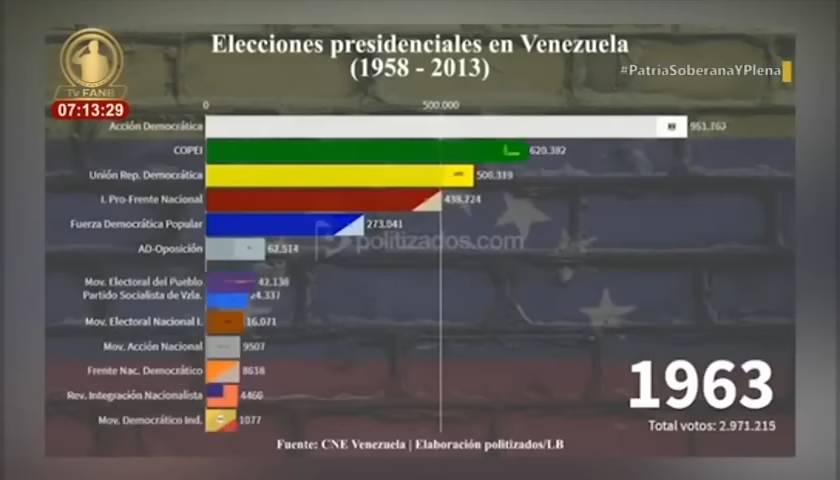 Elecciones presidenciales en Venezuela
(1958 - 2013)
#PatriaSoberanaYPlena
TV FANB
07:13:29
0 500.000
Acción Democrática
COPEI 620.382
Unión Rep. Democrática 500.319
I. Pro-Frente Nacional 438.724
Fuerza Democrática Popular 273.041
AD-Oposición 62.514
politizados.com
Mov. Electoral del Pueblo 42.138
Partido Socialista de Vzla.
Mov. Electoral Nacional I. 16.071
Mov. Acción Nacional 9507
Frente Nac. Democrático 8618
Rev. Integración Nacionalista 4466
Mov. Democrático Ind. 1077
1963
Total votos: 2.971.215
Fuente: CNE Venezuela | Elaboración politizados/LB